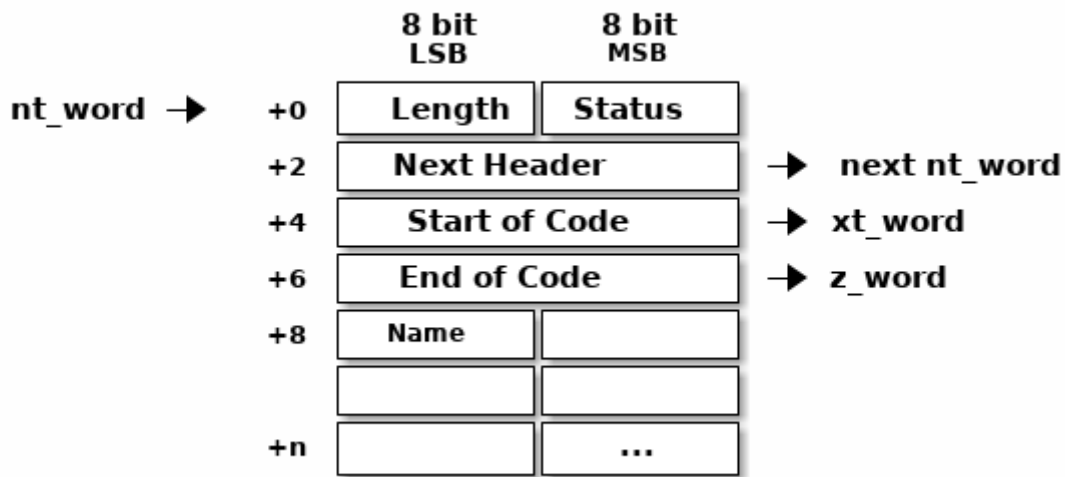 8 bit 8 bit
LSB MSB
nt_word +0 Length Status
+2 Next Header next nt_word
+4 Start of Code xt_word
+6 End of Code z_word
+8 Name
+n ...